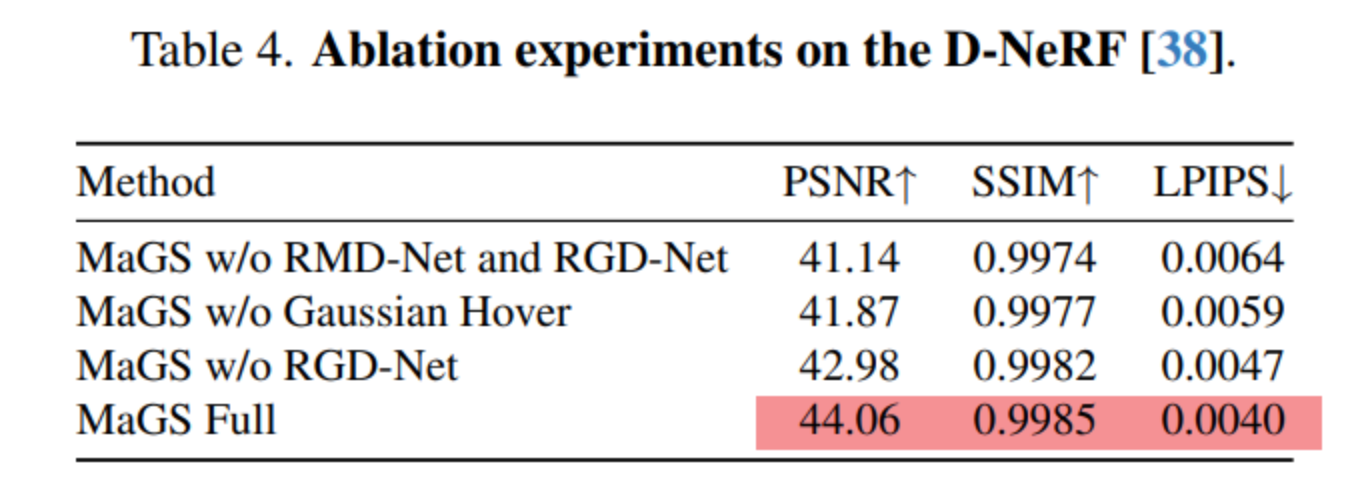 Table 4. Ablation experiments on the D-NeRF [38].
Method PSNR↑ SSIM↑ LPIPS↓
MaGS w/o RMD-Net and RGD-Net 41.14 0.9974 0.0064
MaGS w/o Gaussian Hover 41.87 0.9977 0.0059
MaGS w/o RGD-Net 42.98 0.9982 0.0047
MaGS Full 44.06 0.9985 0.0040